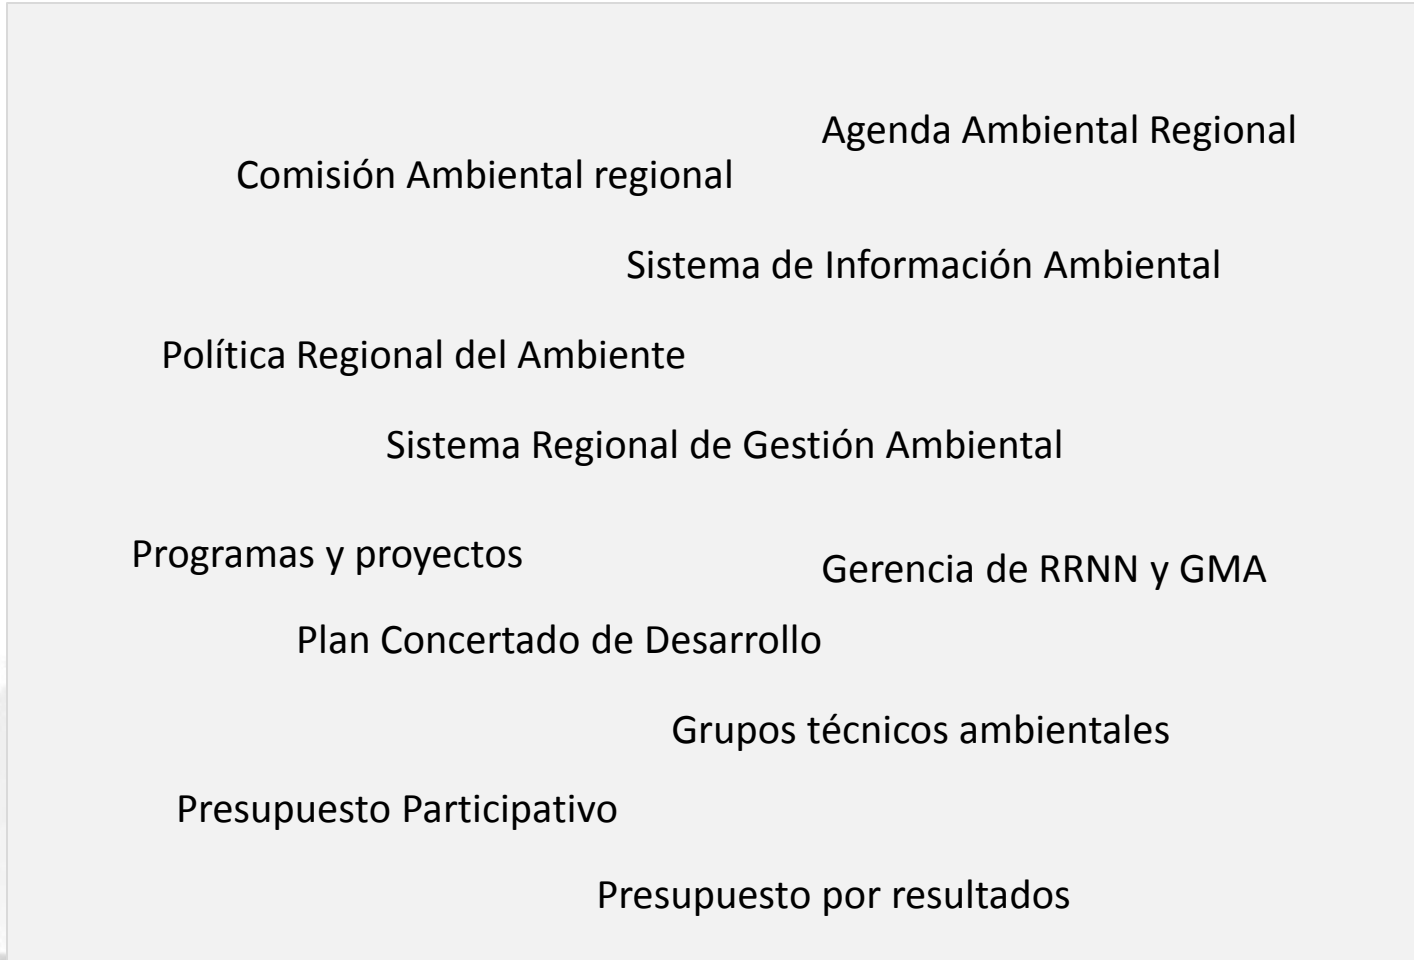 Agenda Ambiental Regional
Comisión Ambiental regional
Sistema de Información Ambiental
Política Regional del Ambiente
Sistema Regional de Gestión Ambiental
Programas y proyectos
Gerencia de RRNN y GMA
Plan Concertado de Desarrollo
Grupos técnicos ambientales
Presupuesto Participativo
Presupuesto por resultados